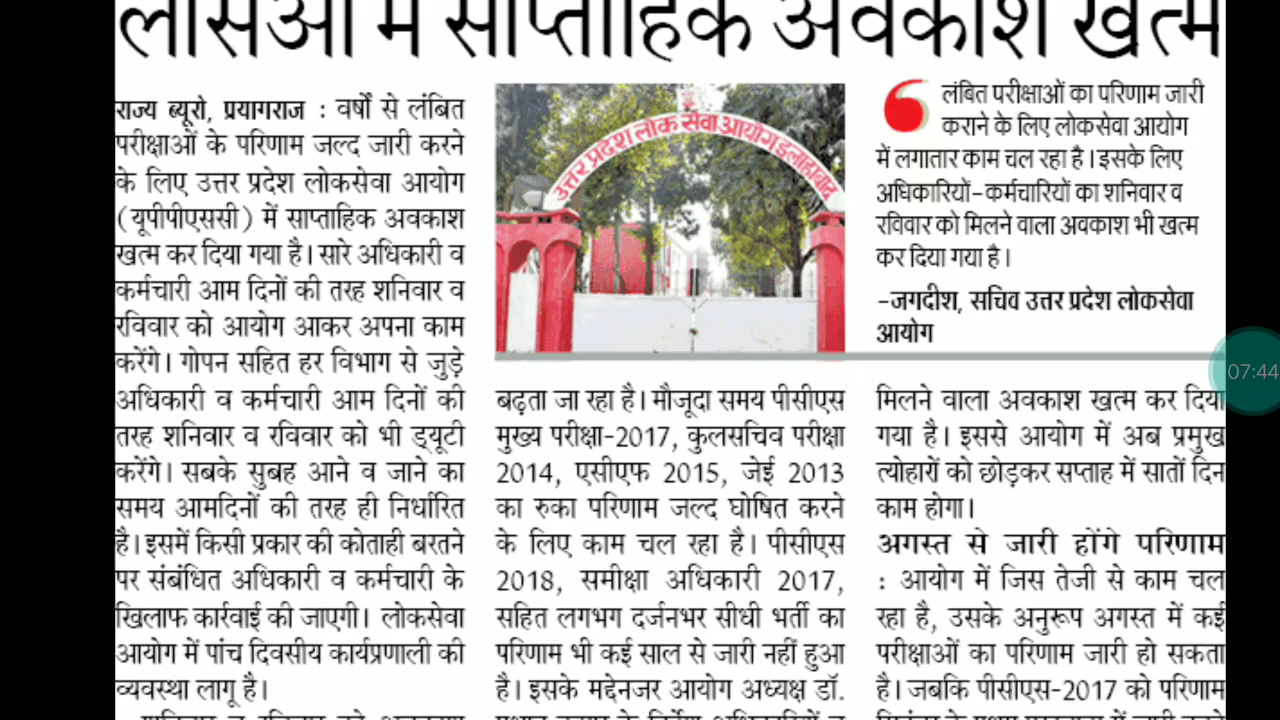 लोसेआ में साप्ताहिक अवकाश खत्म
राज्य ब्यूरो, प्रयागराज : वर्षों से लंबित
परीक्षाओं के परिणाम जल्द जारी करने
के लिए उत्तर प्रदेश लोकसेवा आयोग
(यूपीपीएससी) में साप्ताहिक अवकाश
खत्म कर दिया गया है। सारे अधिकारी व
कर्मचारी आम दिनों की तरह शनिवार व
रविवार को आयोग आकर अपना काम
करेंगे। गोपन सहित हर विभाग से जुड़े
अधिकारी व कर्मचारी आम दिनों की
तरह शनिवार व रविवार को भी ड्यूटी
करेंगे। सबके सुबह आने व जाने का
समय आमदिनों की तरह ही निर्धारित
है। इसमें किसी प्रकार की कोताही बरतने
पर संबंधित अधिकारी व कर्मचारी के
खिलाफ कार्रवाई की जाएगी। लोकसेवा
आयोग में पांच दिवसीय कार्यप्रणाली की
व्यवस्था लागू है।
उत्तर प्रदेश लोक सेवा आयोग इलाहाबाद
बढ़ता जा रहा है। मौजूदा समय पीसीएस
मुख्य परीक्षा-2017, कुलसचिव परीक्षा
2014, एसीएफ 2015, जेई 2013
का रुका परिणाम जल्द घोषित करने
के लिए काम चल रहा है। पीसीएस
2018, समीक्षा अधिकारी 2017,
सहित लगभग दर्जनभर सीधी भर्ती का
परिणाम भी कई साल से जारी नहीं हुआ
है। इसके मद्देनजर आयोग अध्यक्ष डॉ.
लंबित परीक्षाओं का परिणाम जारी
कराने के लिए लोकसेवा आयोग
में लगातार काम चल रहा है। इसके लिए
अधिकारियों-कर्मचारियों का शनिवार व
रविवार को मिलने वाला अवकाश भी खत्म
कर दिया गया है।
-जगदीश, सचिव उत्तर प्रदेश लोकसेवा
आयोग
मिलने वाला अवकाश खत्म कर दिया
गया है। इससे आयोग में अब प्रमुख
त्योहारों को छोड़कर सप्ताह में सातों दिन
काम होगा।
अगस्त से जारी होंगे परिणाम
: आयोग में जिस तेजी से काम चल
रहा है, उसके अनुरूप अगस्त में कई
परीक्षाओं का परिणाम जारी हो सकता
है। जबकि पीसीएस-2017 को परिणाम
07:44